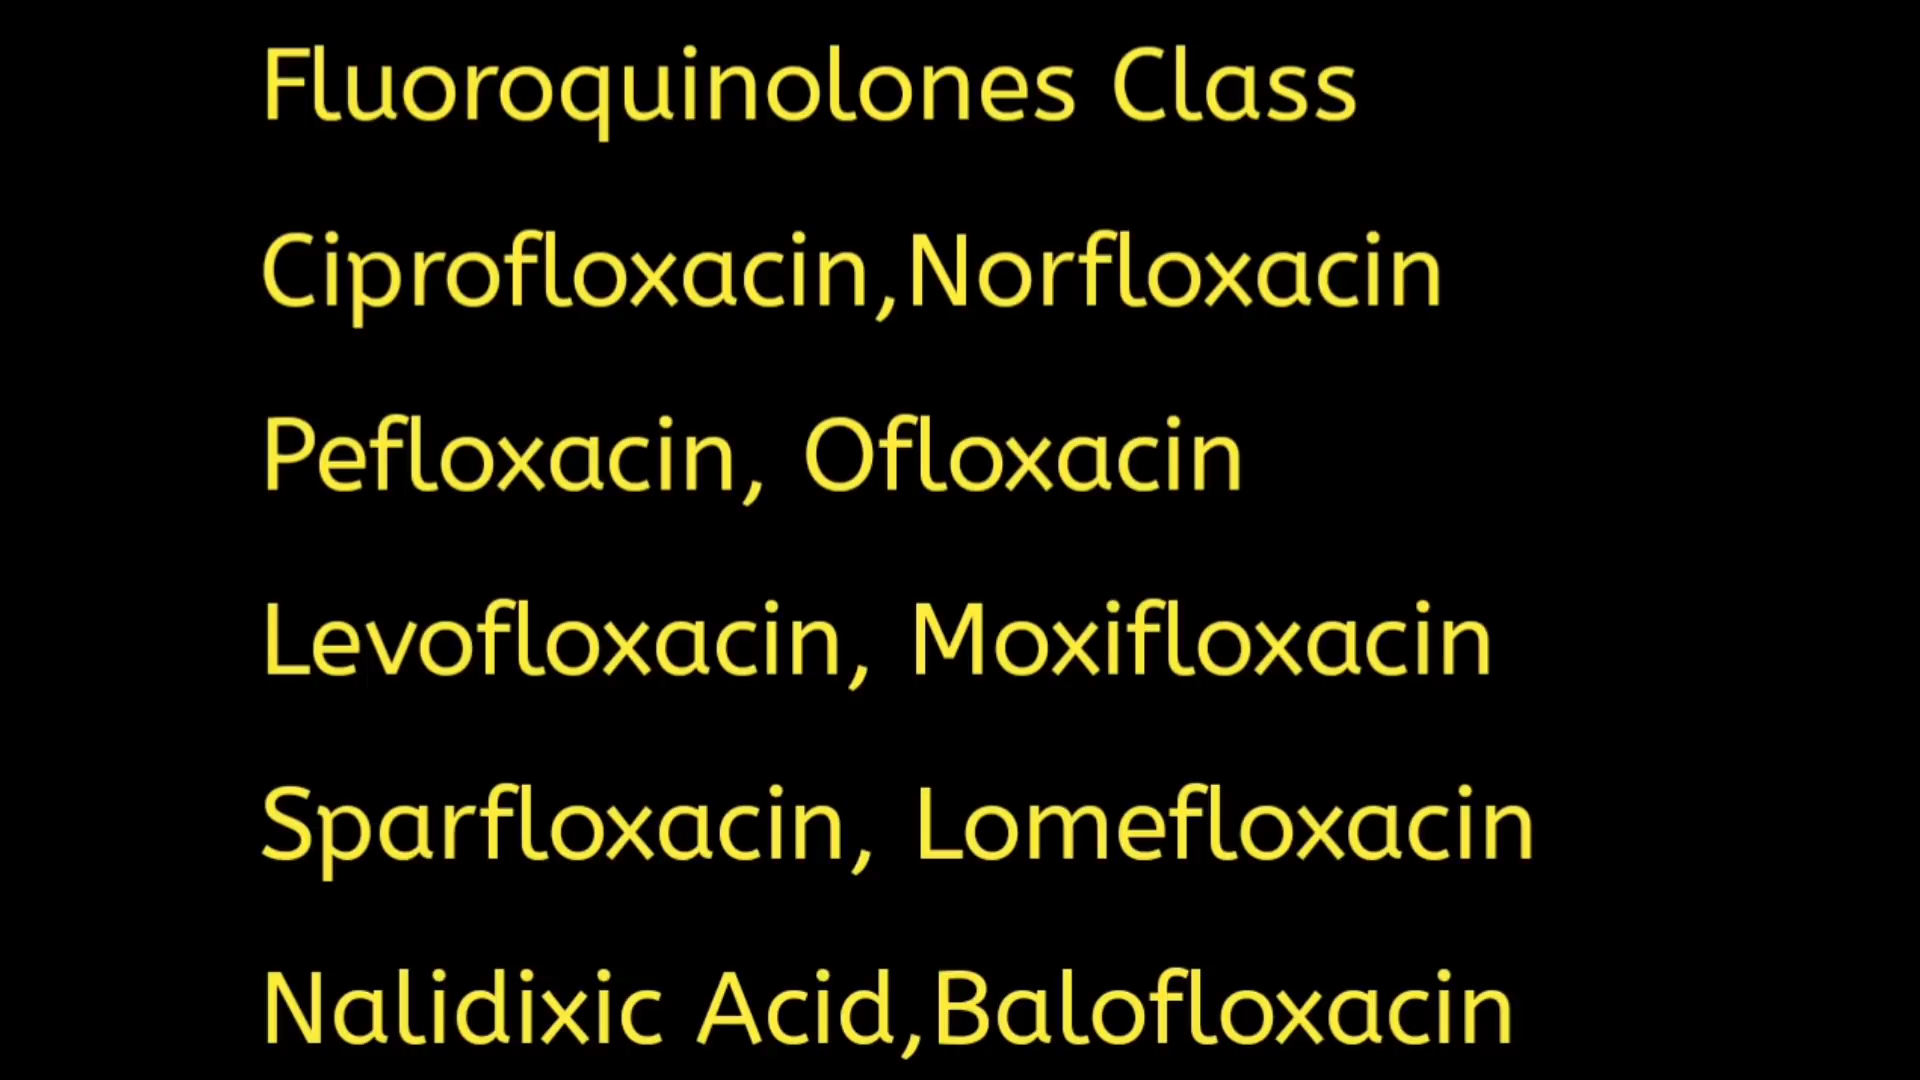 Fluoroquinolones Class
Ciprofloxacin,Norfloxacin
Pefloxacin, Ofloxacin
Levofloxacin, Moxifloxacin
Sparfloxacin, Lomefloxacin
Nalidixic Acid,Balofloxacin